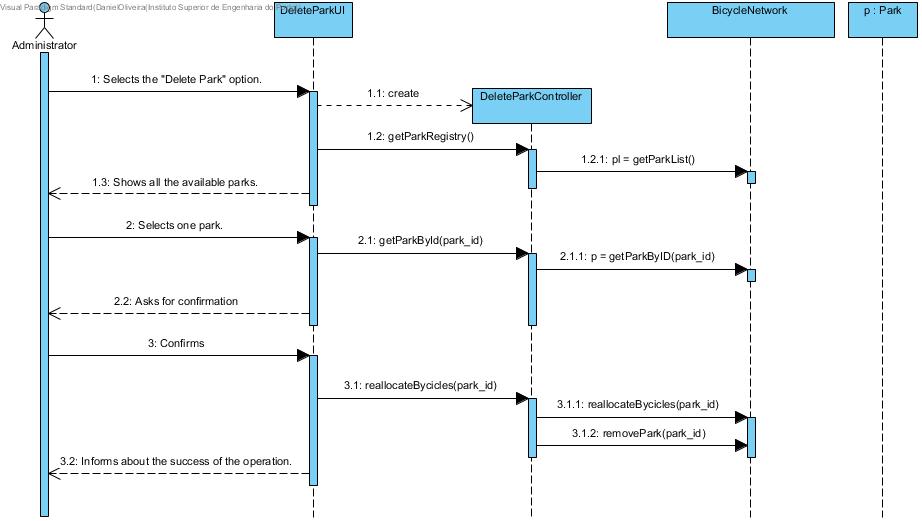 Visual Paradigm Standard(DanielOliveira(Instituto Superior de Engenharia do
DeleteParkUI
BicycleNetwork
p : Park
Administrator
1: Selects the "Delete Park" option.
1.1: create
DeleteParkController
1.2: getParkRegistry()
1.2.1: pl = getParkList()
1.3: Shows all the available parks.
2: Selects one park.
2.1: getParkById(park_id)
2.1.1: p = getParkByID(park_id)
2.2: Asks for confirmation
3: Confirms
3.1: reallocateBycicles(park_id)
3.1.1: reallocateBycicles(park_id)
3.1.2: removePark(park_id)
3.2: Informs about the success of the operation.